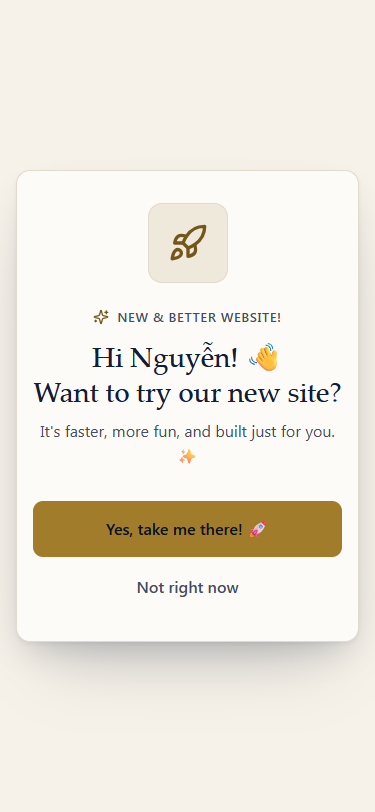 NEW & BETTER WEBSITE!
Hi Nguyễn! 👋
Want to try our new site?
It's faster, more fun, and built just for you.
✨
Yes, take me there! 🚀
Not right now